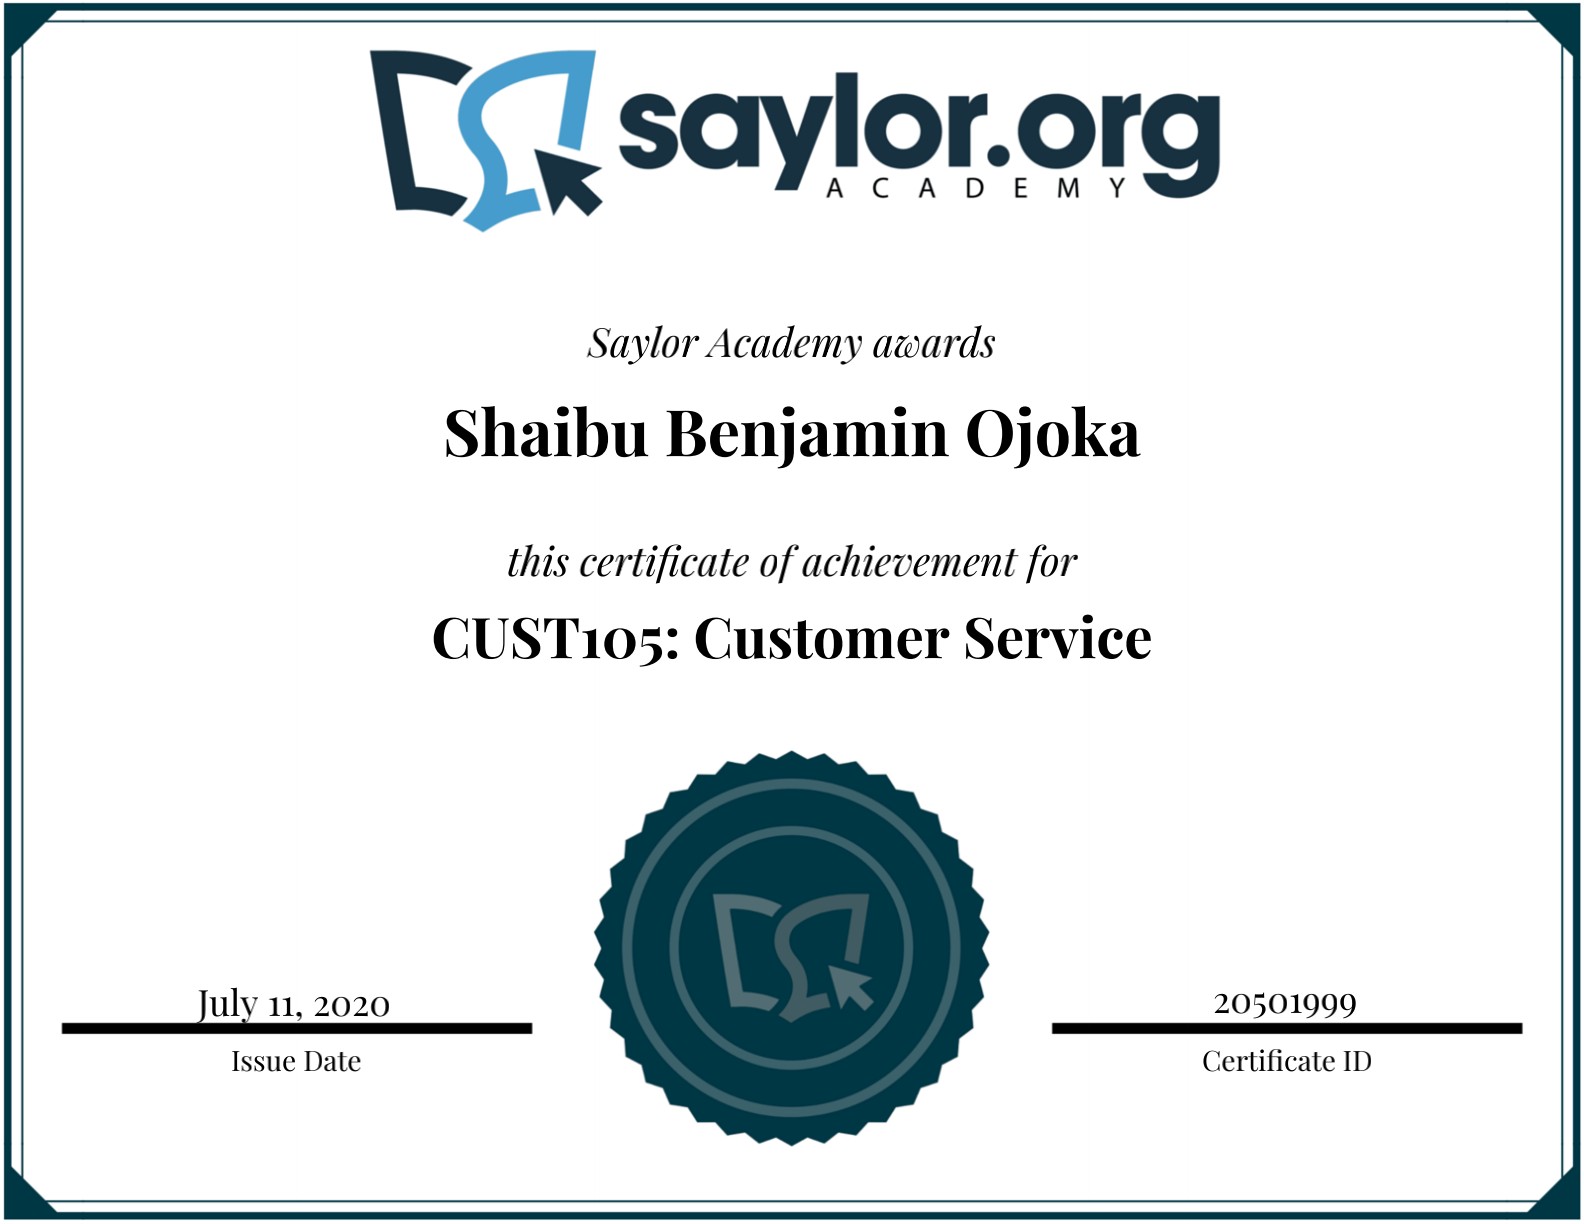 saylor.org
ACADEMY
Saylor Academy awards
Shaibu Benjamin Ojoka
this certificate of achievement for
CUST105: Customer Service
July 11, 2020
Issue Date
20501999
Certificate ID